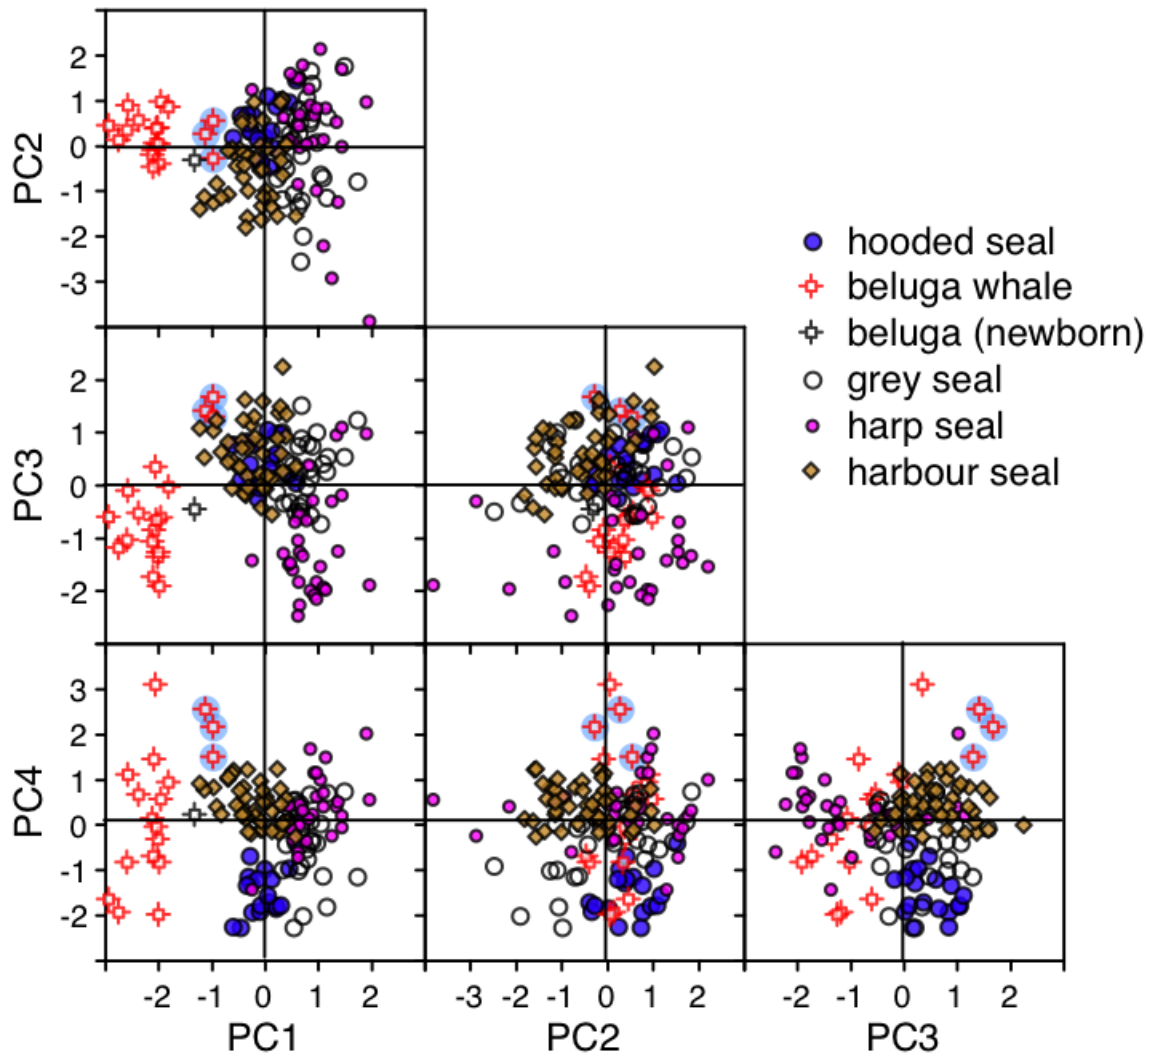 PC2
2
1
0
-1
-2
-3
hooded seal
beluga whale
beluga (newborn)
grey seal
harp seal
harbour seal
PC3
2
1
0
-1
-2
PC4
3
2
1
0
-1
-2
-2 -1 0 1 2
-3 -2 -1 0 1 2
-2 -1 0 1 2
PC1 PC2 PC3